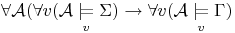 ∀𝒜(∀v(𝒜 ⊨_v Σ) → ∀v(𝒜 ⊨_v Γ)